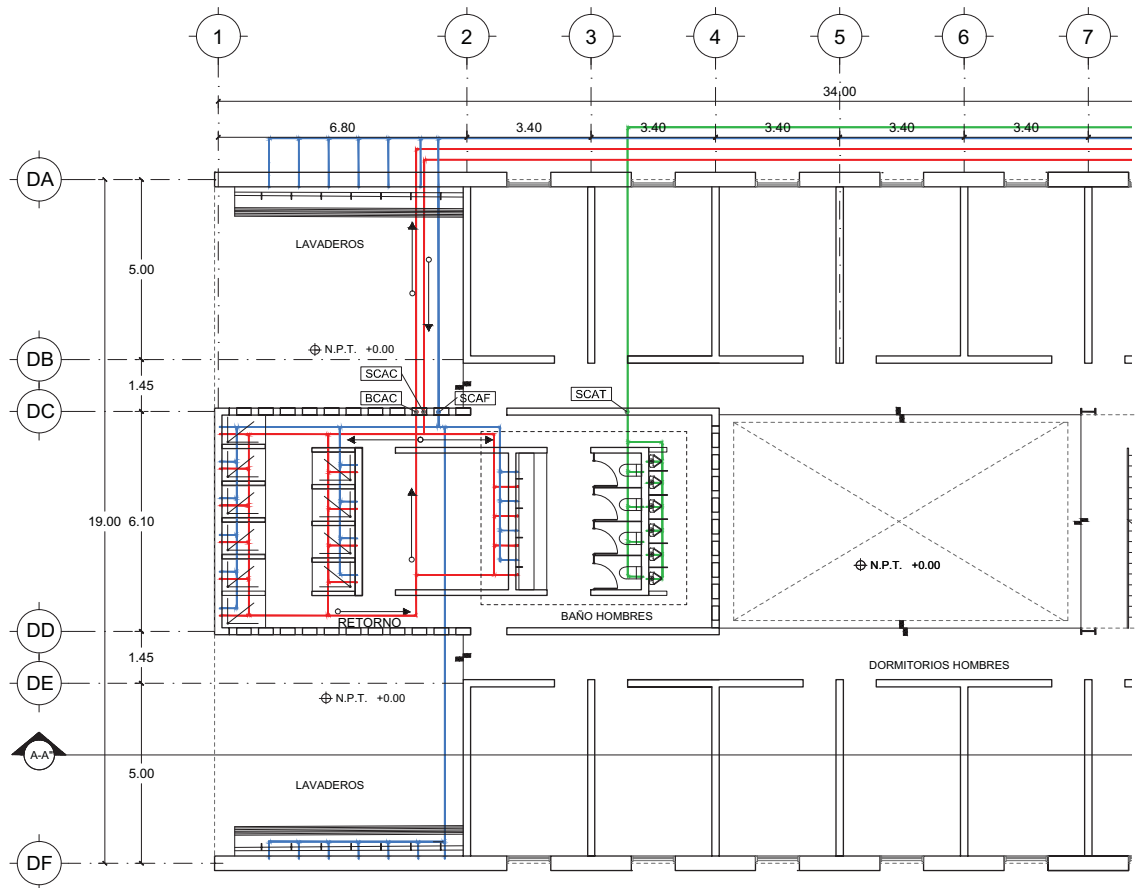 1 2 3 4 5 6 7
34.00
6.80 3.40 3.40 3.40 3.40 3.40
DA
LAVADEROS
5.00
N.P.T. +0.00
DB
SCAC
1.45
BCAC SCAF SCAT
DC
19.00 6.10
N.P.T. +0.00
RETORNO BAÑO HOMBRES
DD
1.45
DORMITORIOS HOMBRES
DE
N.P.T. +0.00
A-A"
5.00
LAVADEROS
DF